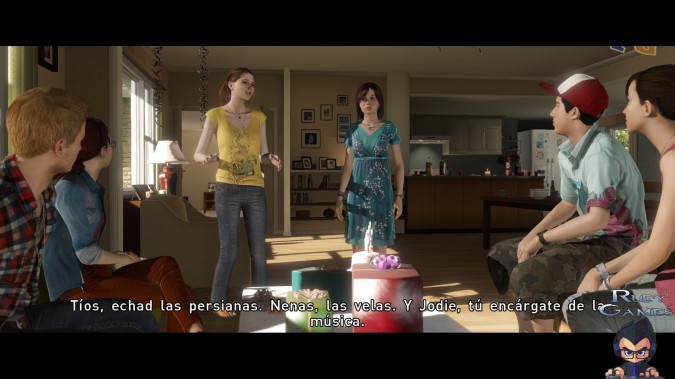 Tíos, echad las persianas. Nenas, las velas. Y Jodie, tú encárgate de la
música.
Ruby
Games